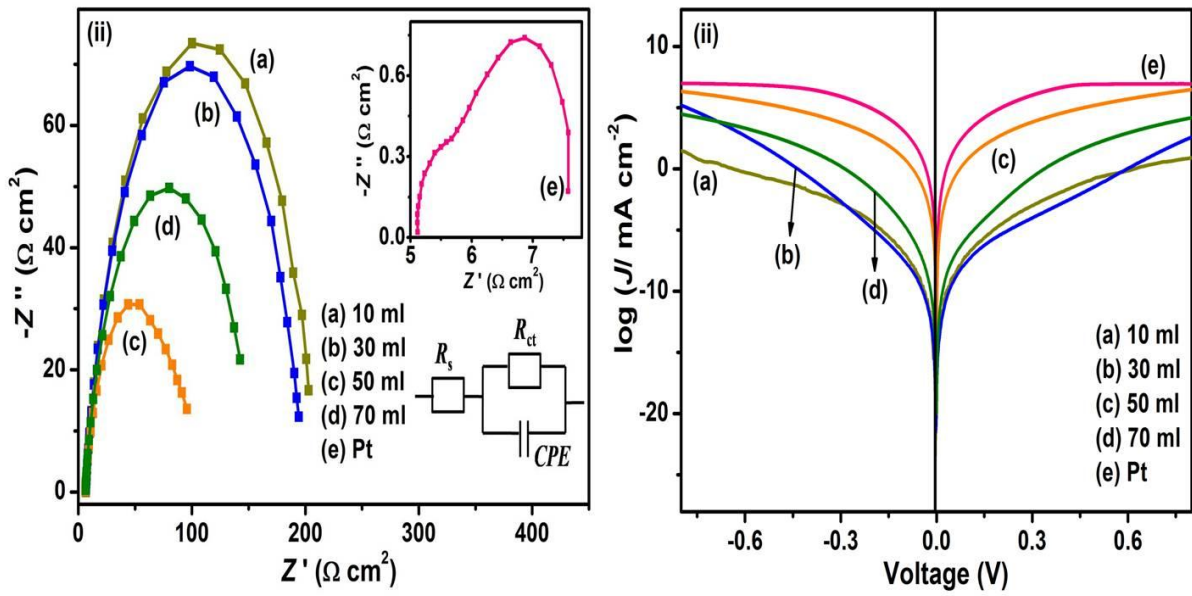 (ii)
(a)
(b)
(d)
(c)
60
40
20
0
-Z" (Ω cm²)
0
100
200
300
400
Z' (Ω cm²)
0.6
0.3
0.0
-Z" (Ω cm²)
(e)
5
6
7
Z' (Ω cm²)
(a) 10 ml
(b) 30 ml
(c) 50 ml
(d) 70 ml
(e) Pt
Rs
Rct
CPE
(ii)
10
0
-10
-20
log (J/ mA cm⁻²)
(e)
(c)
(a)
(b)
(d)
(a) 10 ml
(b) 30 ml
(c) 50 ml
(d) 70 ml
(e) Pt
-0.6
-0.3
0.0
0.3
0.6
Voltage (V)